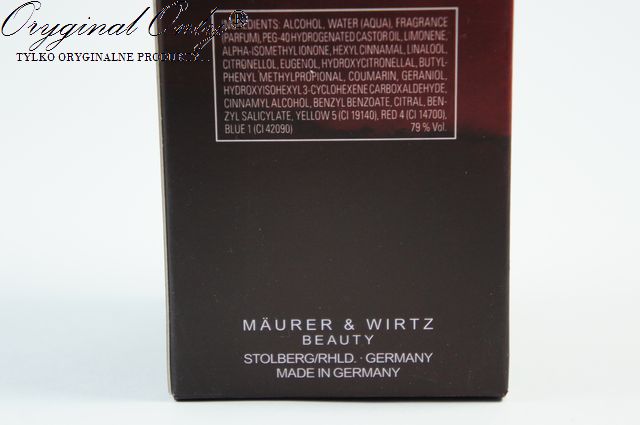 Oryginal Only
TYLKO ORYGINALNE
INGREDIENTS: ALCOHOL, WATER (AQUA), FRAGRANCE
(PARFUM), PEG-40 HYDROGENATED CASTOR OIL, LIMONENE,
ALPHA-ISOMETHYL IONONE, HEXYL CINNAMAL, LINALOOL,
CITRONELLOL, EUGENOL, HYDROXYCITRONELLAL, BUTYL-
PHENYL METHYLPROPIONAL, COUMARIN, GERANIOL,
HYDROXYISOHEXYL 3-CYCLOHEXENE CARBOXALDEHYDE,
CINNAMYL ALCOHOL, BENZYL BENZOATE, CITRAL, BEN-
ZYL SALICYLATE, YELLOW 5 (CI 19140), RED 4 (CI 14700),
BLUE 1 (CI 42090) 79 % Vol.
MÄURER & WIRTZ
BEAUTY
STOLBERG/RHLD. · GERMANY
MADE IN GERMANY